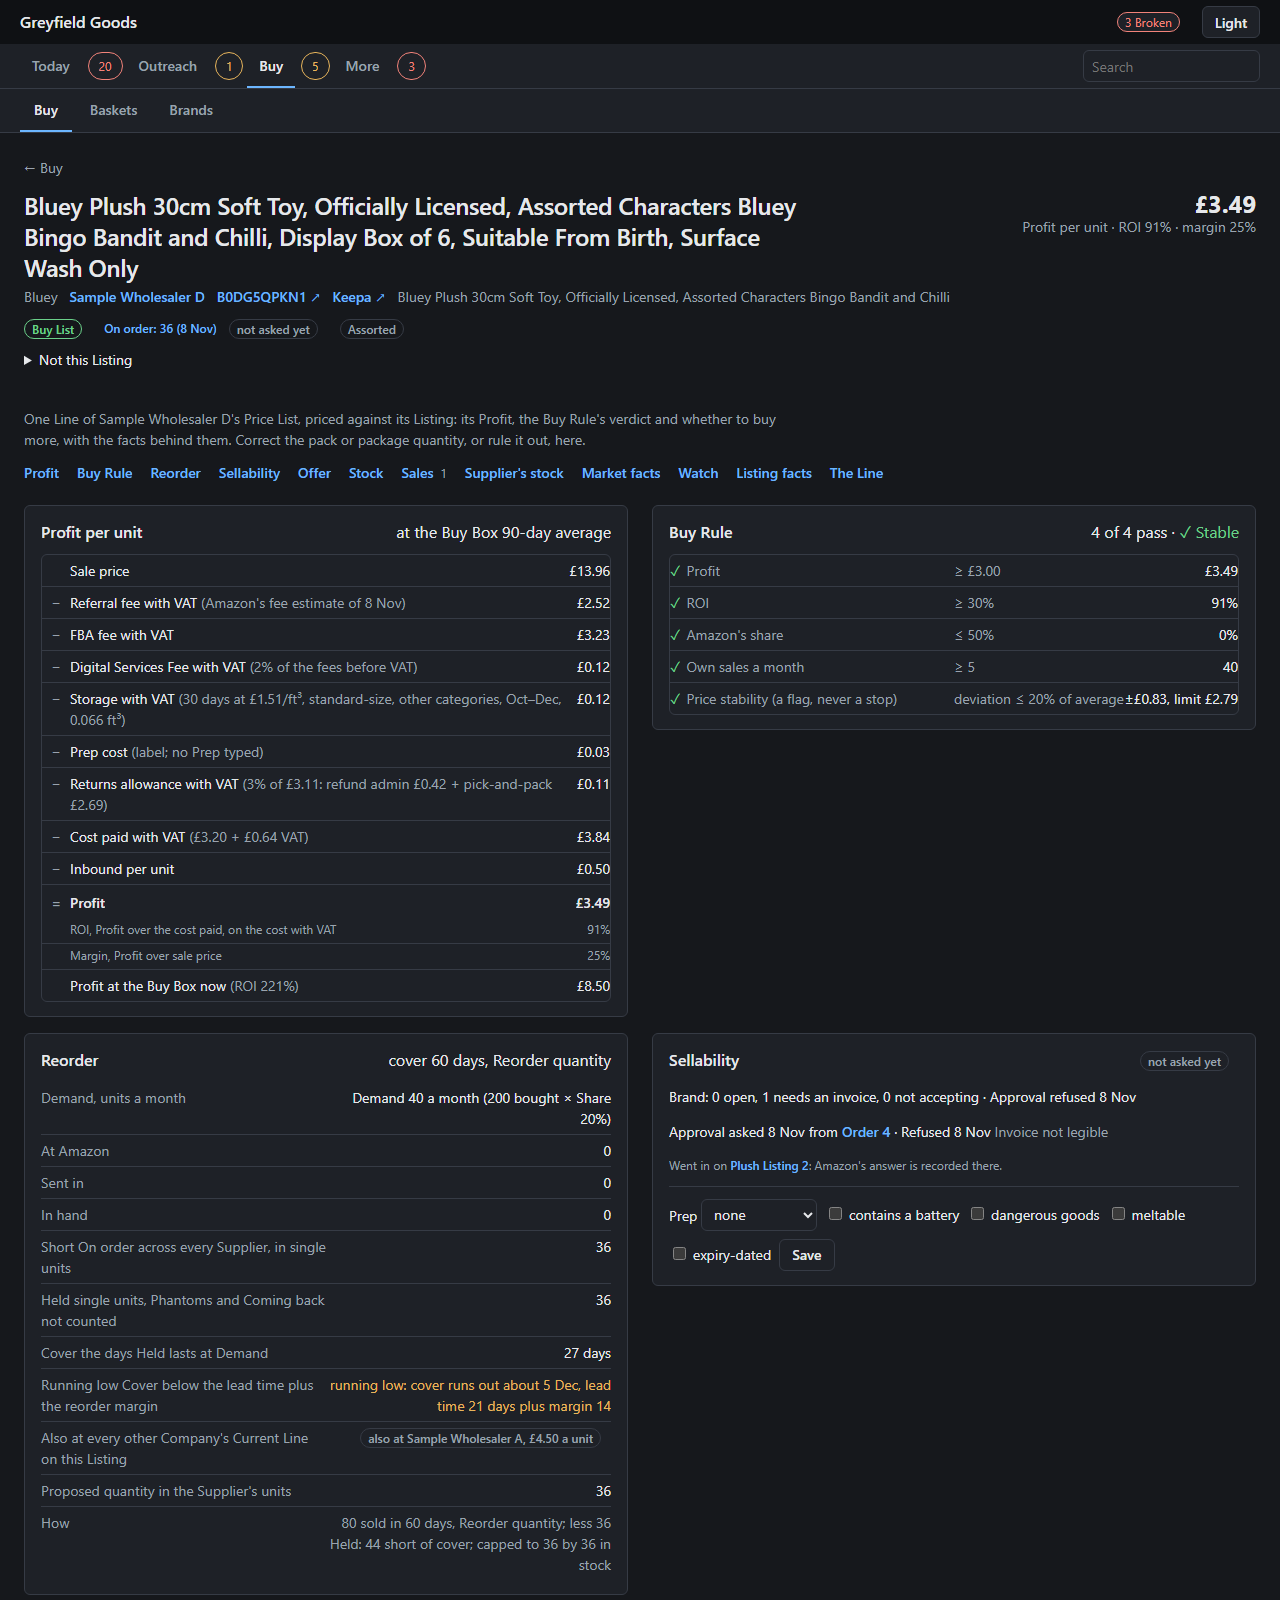 Greyfield Goods
3 Broken
Light
Today 20 Outreach 1 Buy 5 More 3
Search
Buy Baskets Brands
← Buy
Bluey Plush 30cm Soft Toy, Officially Licensed, Assorted Characters Bluey
Bingo Bandit and Chilli, Display Box of 6, Suitable From Birth, Surface
Wash Only
£3.49
Profit per unit · ROI 91% · margin 25%
Bluey Sample Wholesaler D B0DG5QPKN1 ↗ Keepa ↗ Bluey Plush 30cm Soft Toy, Officially Licensed, Assorted Characters Bingo Bandit and Chilli
Buy List On order: 36 (8 Nov) not asked yet Assorted
▶ Not this Listing
One Line of Sample Wholesaler D's Price List, priced against its Listing: its Profit, the Buy Rule's verdict and whether to buy
more, with the facts behind them. Correct the pack or package quantity, or rule it out, here.
Profit Buy Rule Reorder Sellability Offer Stock Sales 1 Supplier's stock Market facts Watch Listing facts The Line
Profit per unit at the Buy Box 90-day average
Sale price £13.96
− Referral fee with VAT (Amazon's fee estimate of 8 Nov) £2.52
− FBA fee with VAT £3.23
− Digital Services Fee with VAT (2% of the fees before VAT) £0.12
− Storage with VAT (30 days at £1.51/ft³, standard-size, other categories, Oct–Dec, £0.12
0.066 ft³)
− Prep cost (label; no Prep typed) £0.03
− Returns allowance with VAT (3% of £3.11: refund admin £0.42 + pick-and-pack £0.11
£2.69)
− Cost paid with VAT (£3.20 + £0.64 VAT) £3.84
− Inbound per unit £0.50
= Profit £3.49
ROI, Profit over the cost paid, on the cost with VAT 91%
Margin, Profit over sale price 25%
Profit at the Buy Box now (ROI 221%) £8.50
Buy Rule 4 of 4 pass · ✓ Stable
✓ Profit ≥ £3.00 £3.49
✓ ROI ≥ 30% 91%
✓ Amazon's share ≤ 50% 0%
✓ Own sales a month ≥ 5 40
✓ Price stability (a flag, never a stop) deviation ≤ 20% of average ±£0.83, limit £2.79
Reorder cover 60 days, Reorder quantity
Demand, units a month Demand 40 a month (200 bought × Share
20%)
At Amazon 0
Sent in 0
In hand 0
Short On order across every Supplier, in single 36
units
Held single units, Phantoms and Coming back 36
not counted
Cover the days Held lasts at Demand 27 days
Running low Cover below the lead time plus running low: cover runs out about 5 Dec, lead
the reorder margin time 21 days plus margin 14
Also at every other Company's Current Line also at Sample Wholesaler A, £4.50 a unit
on this Listing
Proposed quantity in the Supplier's units 36
How 80 sold in 60 days, Reorder quantity; less 36
Held: 44 short of cover; capped to 36 by 36 in
stock
Sellability not asked yet
Brand: 0 open, 1 needs an invoice, 0 not accepting · Approval refused 8 Nov
Approval asked 8 Nov from Order 4 · Refused 8 Nov Invoice not legible
Went in on Plush Listing 2: Amazon's answer is recorded there.
Prep none contains a battery dangerous goods meltable
expiry-dated Save